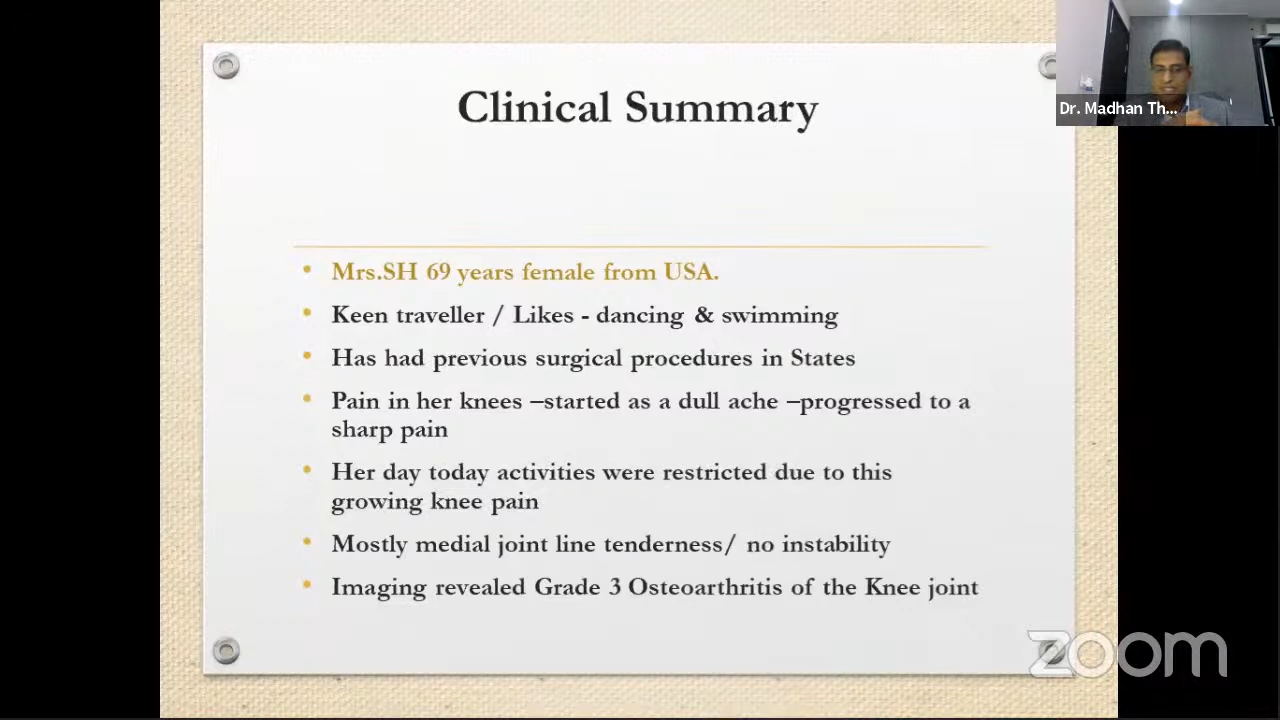 Clinical Summary
Dr. Madhan Th...
• Mrs.SH 69 years female from USA.
• Keen traveller / Likes - dancing & swimming
• Has had previous surgical procedures in States
• Pain in her knees –started as a dull ache –progressed to a
sharp pain
• Her day today activities were restricted due to this
growing knee pain
• Mostly medial joint line tenderness/ no instability
• Imaging revealed Grade 3 Osteoarthritis of the Knee joint
zoom